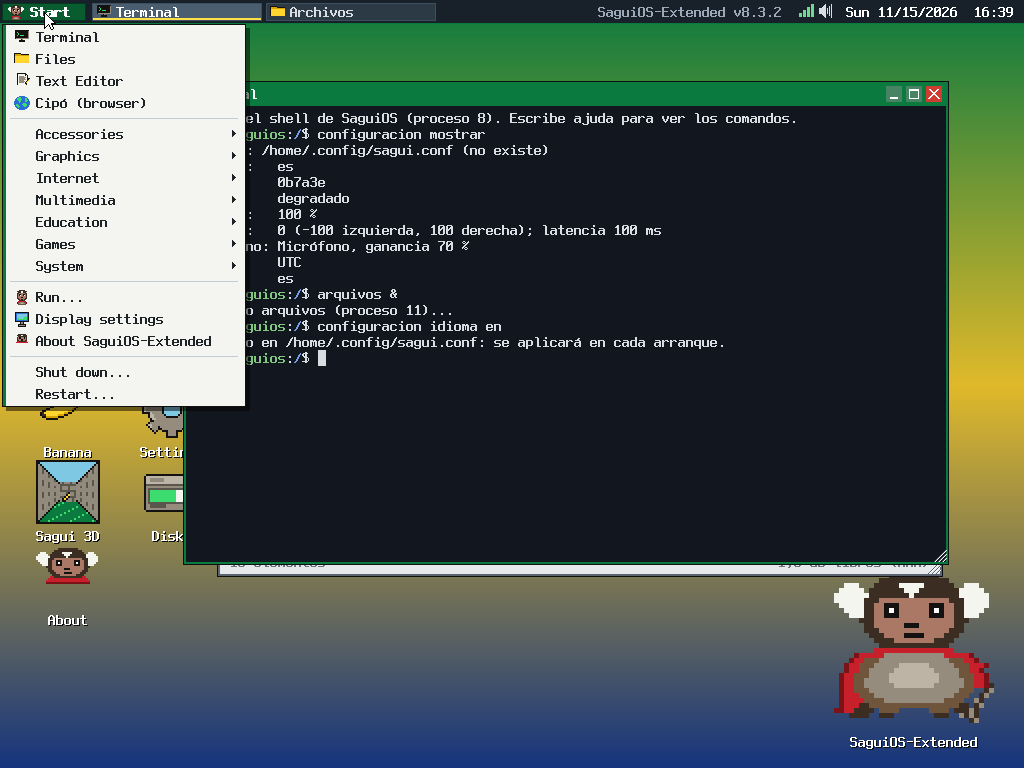 Start
Terminal
Archivos
SaguiOS-Extended v8.3.2
Sun 11/15/2026
16:39
Terminal
Files
Text Editor
Cipó (browser)
Accessories
Graphics
Internet
Multimedia
Education
Games
System
Run...
Display settings
About SaguiOS-Extended
Shut down...
Restart...
al
el shell de SaguiOS (proceso 8). Escribe ajuda para ver los comandos.
guios:/$ configuracion mostrar
: /home/.config/sagui.conf (no existe)
: es
0b7a3e
degradado
: 100 %
: 0 (-100 izquierda, 100 derecha); latencia 100 ms
no: Micrófono, ganancia 70 %
UTC
es
guios:/$ arquivos &
o arquivos (proceso 11)...
guios:/$ configuracion idioma en
o en /home/.config/sagui.conf: se aplicará en cada arranque.
guios:/$
Banana
Settin
Sagui 3D
Disk
About
SaguiOS-Extended